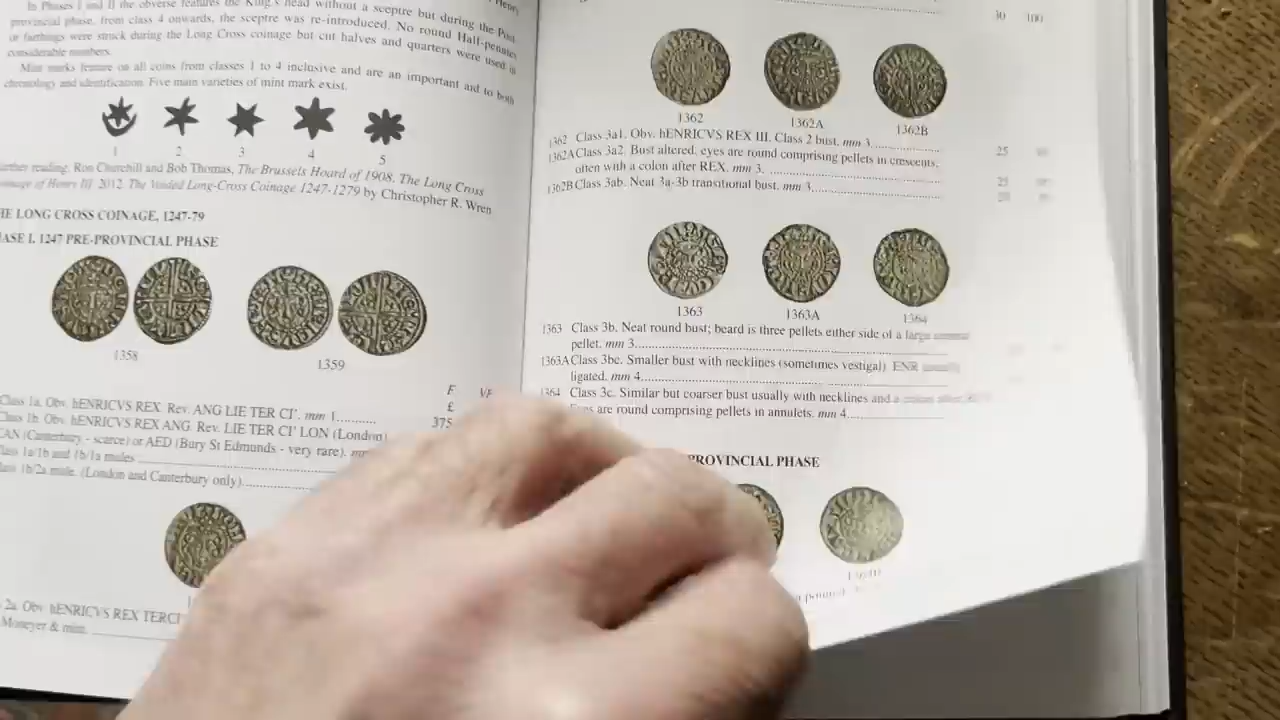 Henry
In Phases I and II the obverse features the King's head without a sceptre but during the Post
provincial phase, from class 4 onwards, the sceptre was re-introduced. No round Half-pennies
or farthings were struck during the Long Cross coinage but cut halves and quarters were used in
considerable numbers.
Mint marks feature on all coins from classes 1 to 4 inclusive and are an important aid to both
chronology and identification. Five main varieties of mint mark exist.
1 2 3 4 5
reading. Ron Churchill and Bob Thomas, The Brussels Hoard of 1908. The Long Cross
of Henry III. 2012. The Voided Long-Cross Coinage 1247-1279 by Christopher R. Wren
HE LONG CROSS COINAGE, 1247-79
ASE I. 1247 PRE-PROVINCIAL PHASE
1358 1359
F VF
£
Class 1a. Obv. hENRICVS REX. Rev. ANG LIE TER CI'. mm 1 375
Class 1b. Obv. hENRICVS REX ANG. Rev. LIE TER CI' LON (London)
CAN (Canterbury - scarce) or AED (Bury St Edmunds - very rare).
1a/1b and 1b/1a mules
1b/2a mule. (London and Canterbury only)
2a. Obv. hENRICVS REX TERCI
Moneyer & mint.
30 100
1362 1362A 1362B
1362 Class 3a1. Obv. hENRICVS REX III. Class 2 bust. mm 3. 25
1362A Class 3a2. Bust altered, eyes are round comprising pellets in crescents,
often with a colon after REX. mm 3. 25
1362B Class 3ab. Neat 3a-3b transitional bust. mm 3 20
1363 1363A 1364
1363 Class 3b. Neat round bust; beard is three pellets either side of a large
pellet. mm 3
1363A Class 3bc. Smaller bust with necklines (sometimes vestigal) ENR usually
ligated. mm 4
1364 Class 3c. Similar but coarser bust usually with necklines and a colon after
Eyes are round comprising pellets in annulets. mm 4
PROVINCIAL PHASE